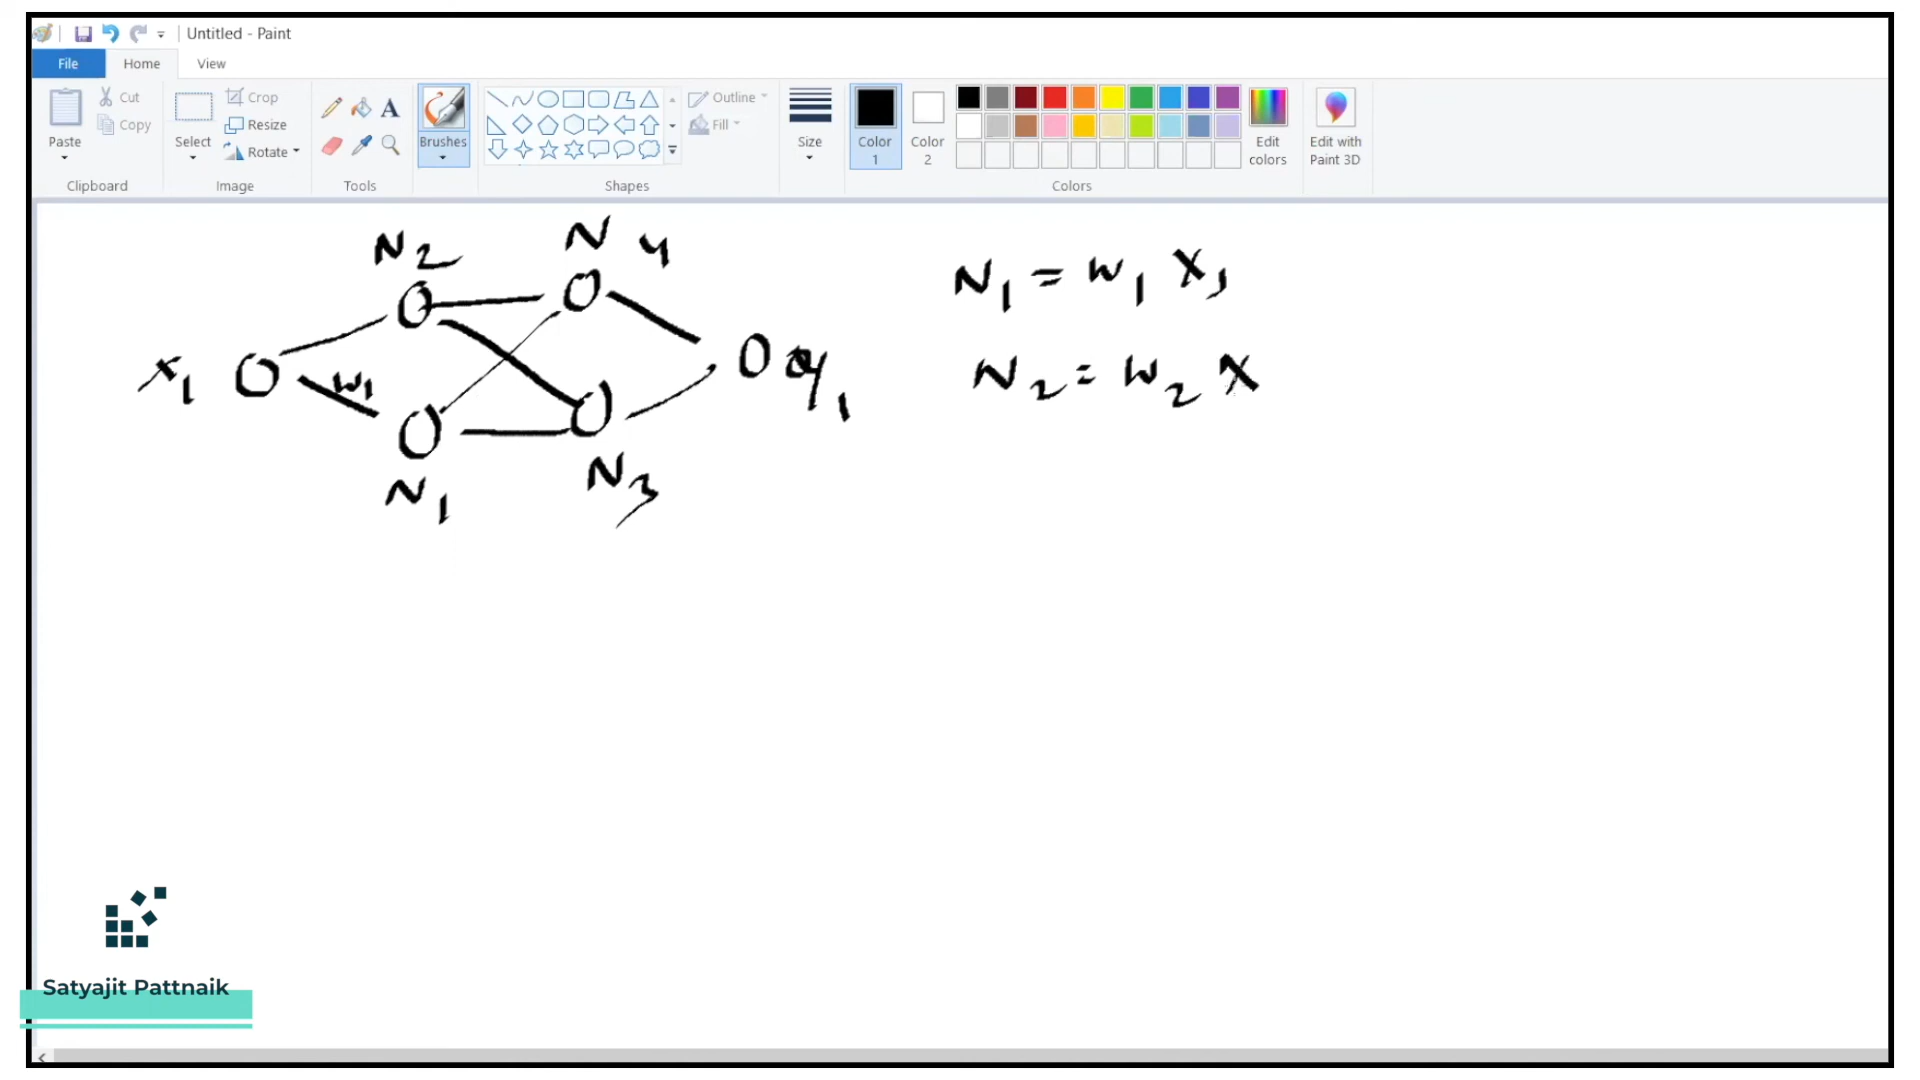 Untitled - Paint
File Home View
Cut
Copy
Paste
Clipboard
Select
Crop
Resize
Rotate
Image
A
Tools
Brushes
Shapes
Outline
Fill
Size
Color 1
Color 2
Colors
Edit colors
Edit with Paint 3D
N2
N4
x1
w1
y1
N1
N3
N1 = w1 x1
N2 = w2 x
Satyajit Pattnaik